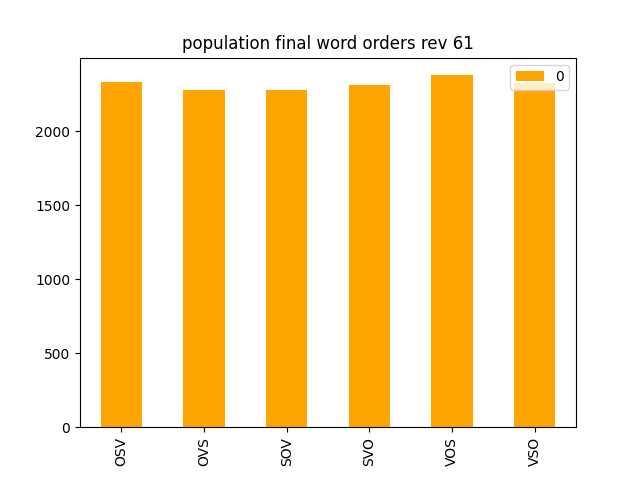 population final word orders rev 61
0
2000
1500
1000
500
0
OSV
OVS
SOV
SVO
VOS
VSO